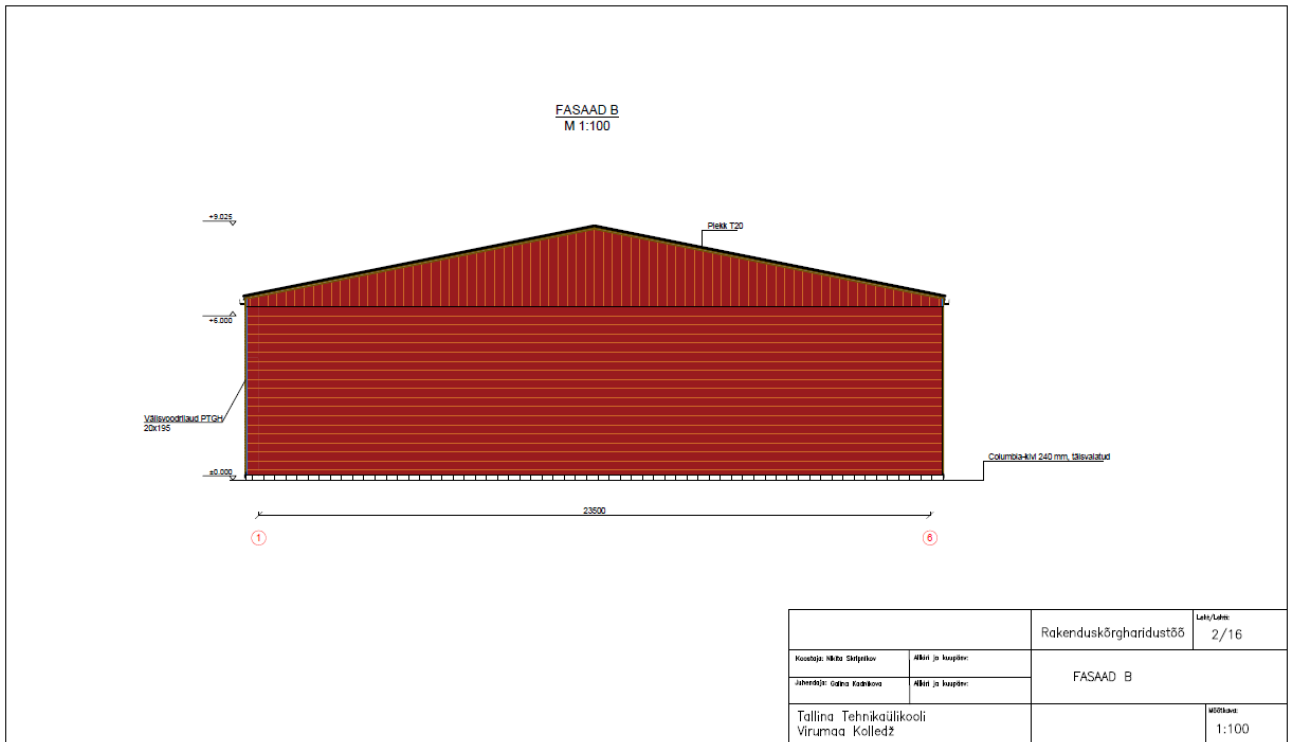 FASAAD B
M 1:100
+9.025
Plekk T20
+6.000
Välisvoodrilaud PTGH
20x195
±0.000
Columbia-kivi 240 mm, täisvalatud
23500
1
6
Rakenduskõrgharidustöö
Leht/Lehti:
2/16
Koostaja: Nikita Skripnikov
Allkiri ja kuupäev:
FASAAD B
Juhendaja: Galina Kadnikova
Allkiri ja kuupäev:
Tallina Tehnikaülikooli
Virumaa Kolledž
Mõõtkava:
1:100